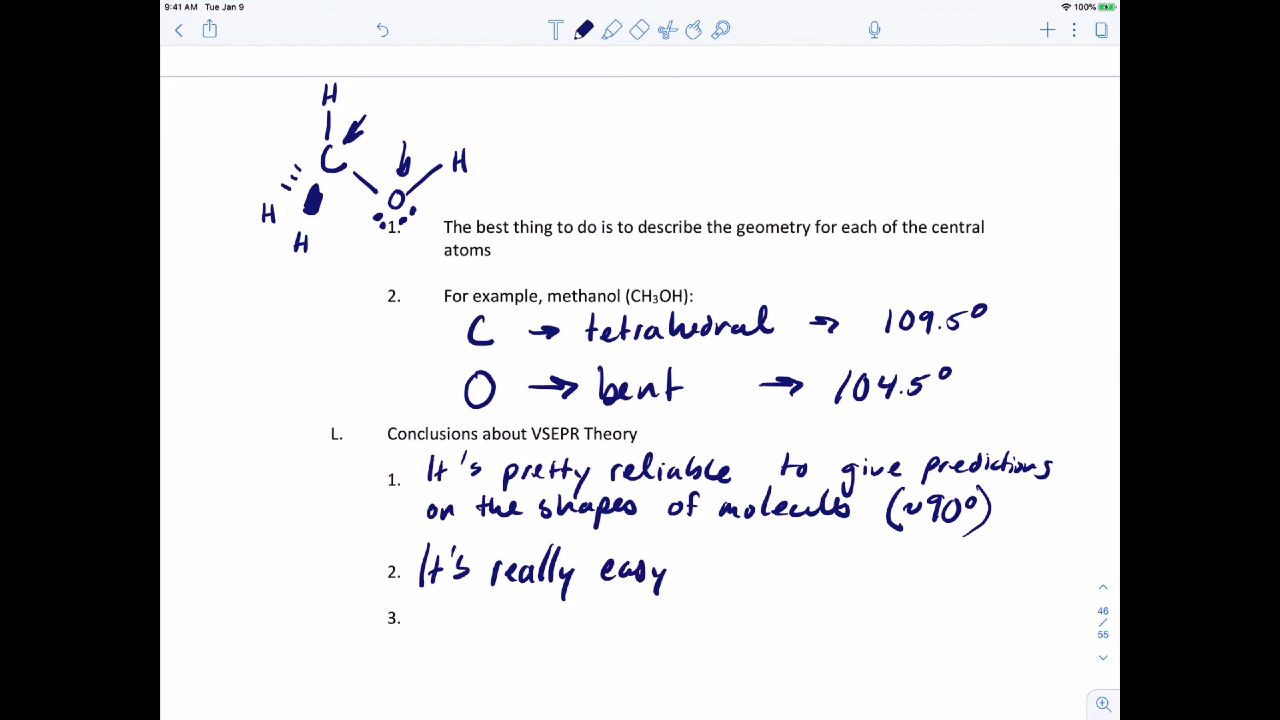 9:41 AM Tue Jan 9
100%
H
C
H
O
H
H
1. The best thing to do is to describe the geometry for each of the central
atoms
2. For example, methanol (CH₃OH):
C → tetrahedral → 109.5°
O → bent → 104.5°
L. Conclusions about VSEPR Theory
1. It's pretty reliable to give predictions
on the shapes of molecules (~90°)
2. It's really easy
3.
46
/
55